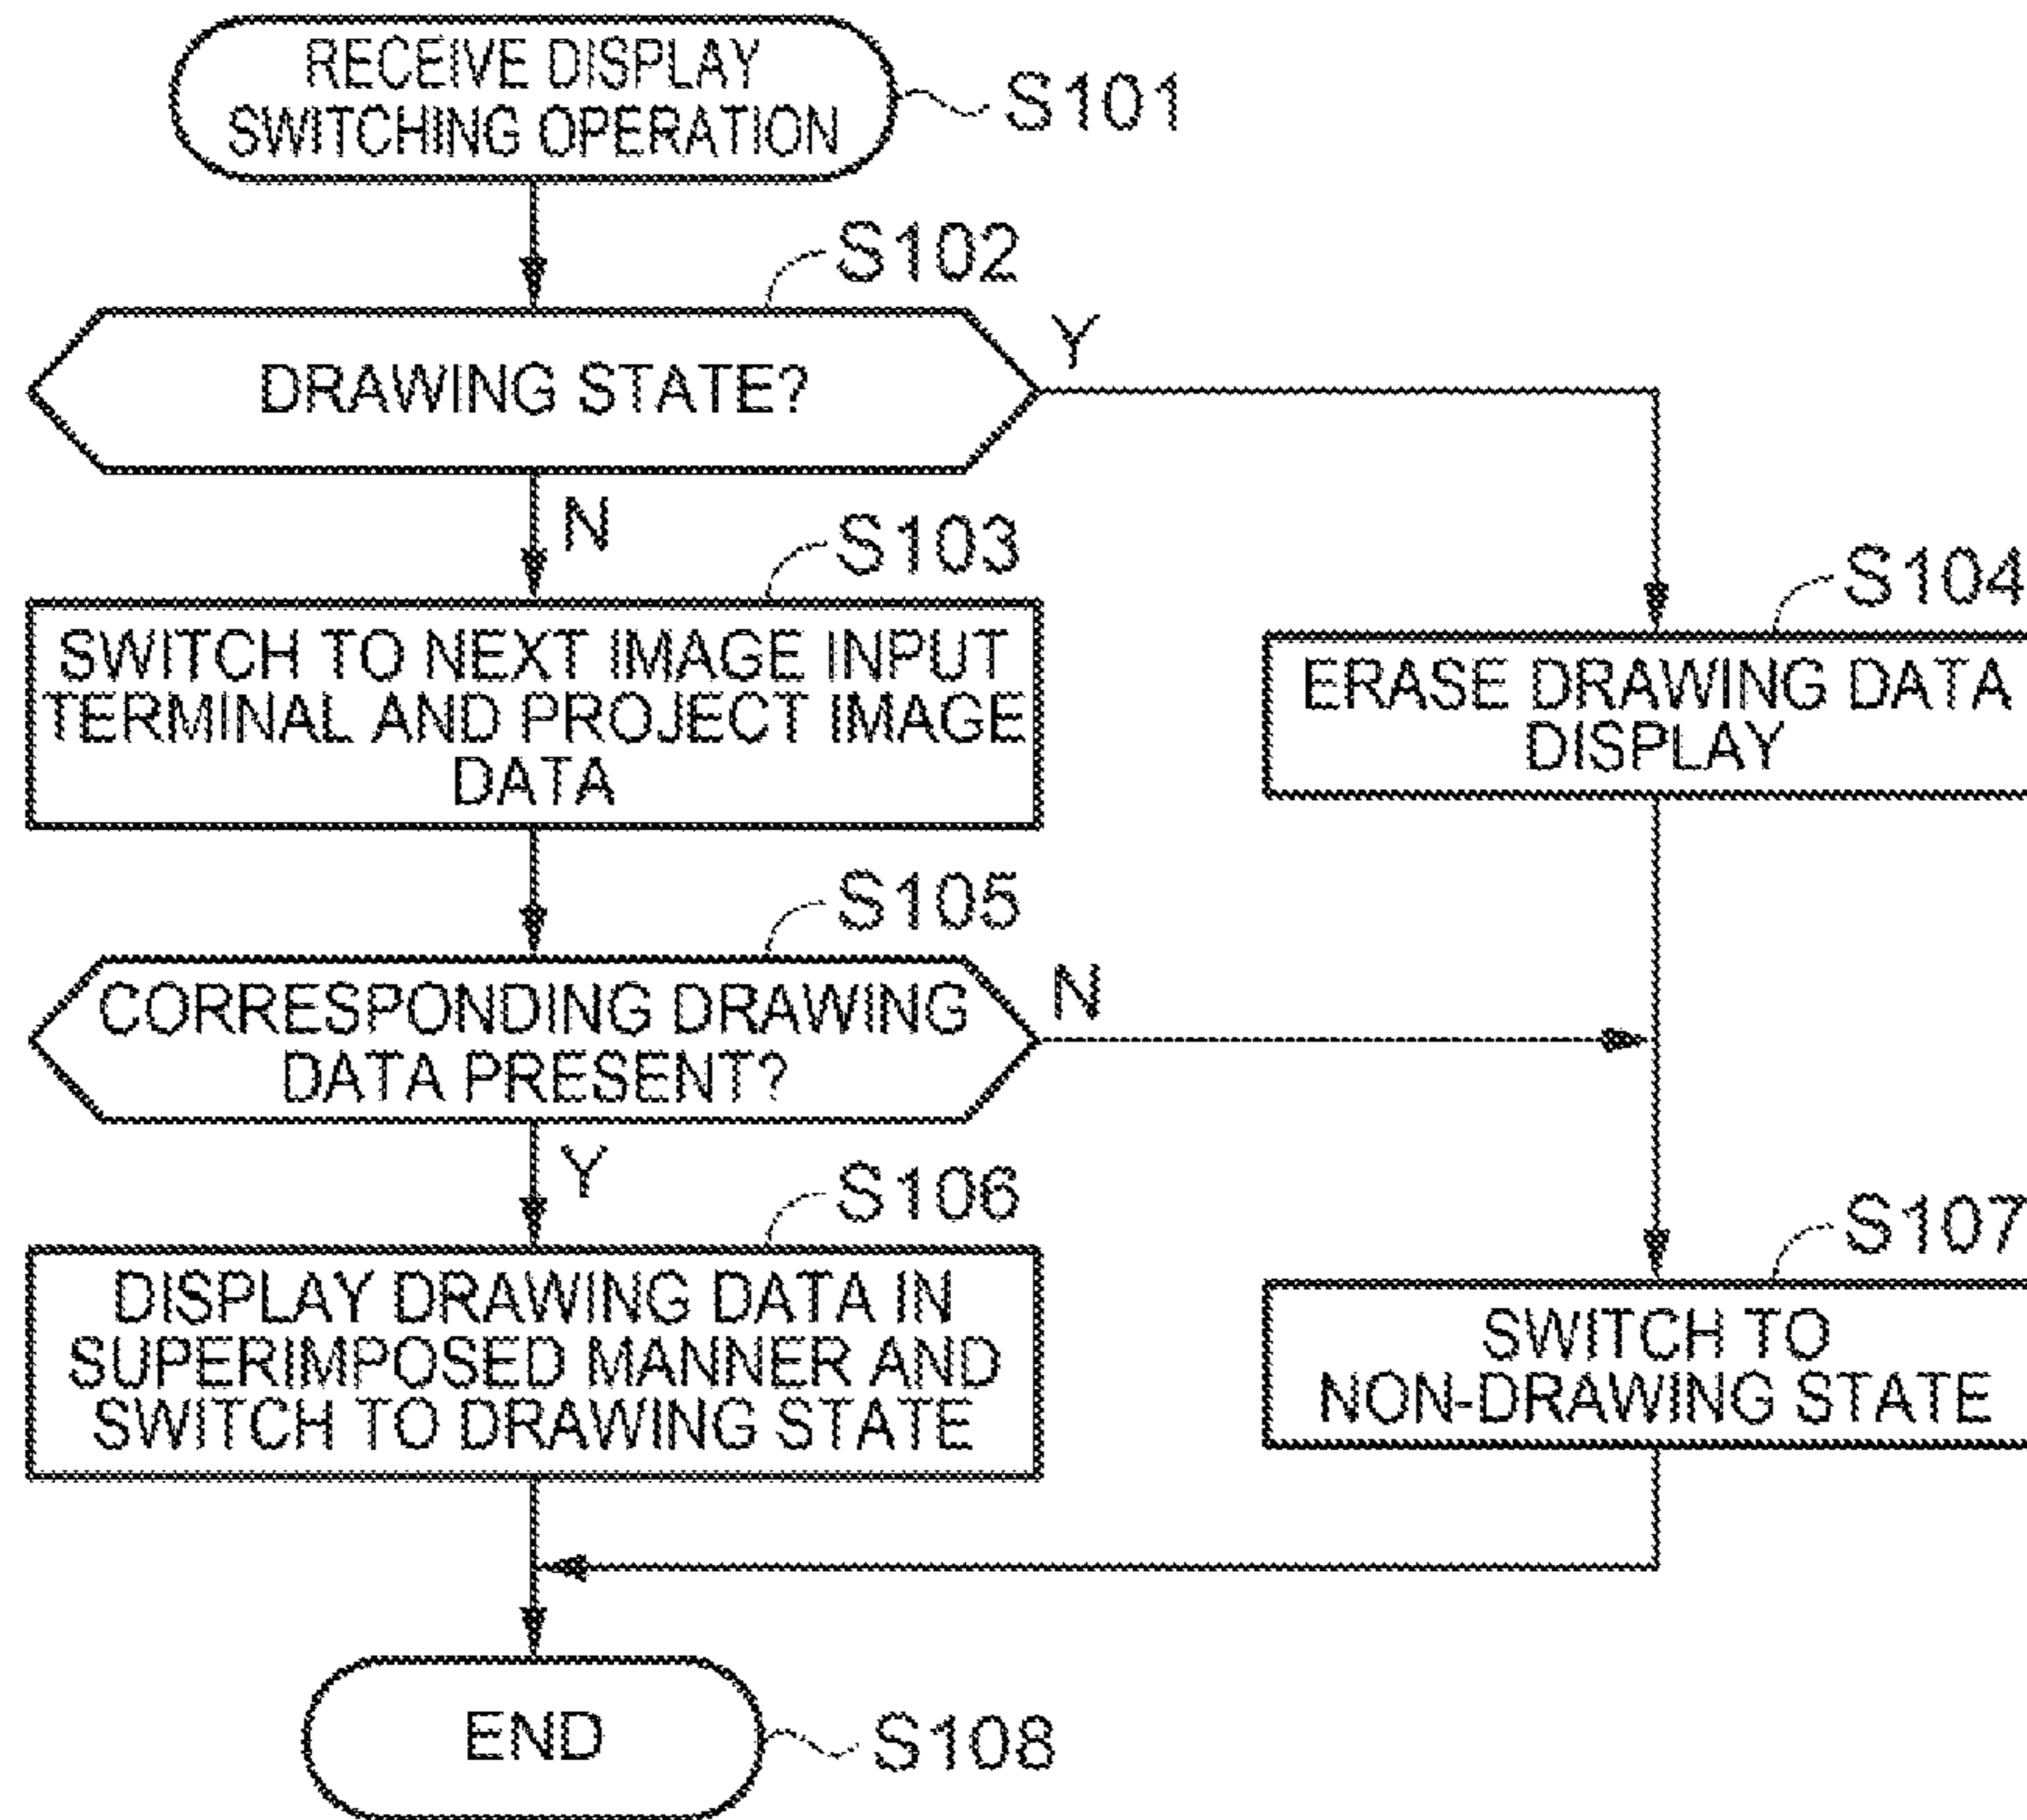 RECEIVE DISPLAY
SWITCHING OPERATION
S101
S102
DRAWING STATE?
Y
N
S103
SWITCH TO NEXT IMAGE INPUT
TERMINAL AND PROJECT IMAGE
DATA
S104
ERASE DRAWING DATA
DISPLAY
S105
CORRESPONDING DRAWING
DATA PRESENT?
N
Y
S106
DISPLAY DRAWING DATA IN
SUPERIMPOSED MANNER AND
SWITCH TO DRAWING STATE
S107
SWITCH TO
NON-DRAWING STATE
END
S108